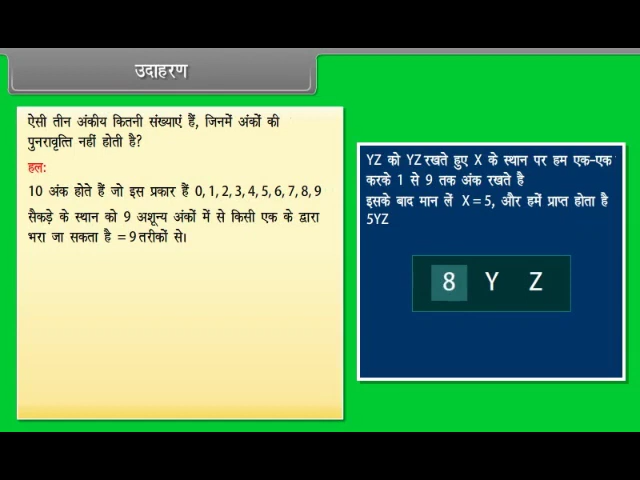 उदाहरण
ऐसी तीन अंकीय कितनी संख्याएं हैं, जिनमें अंकों की
पुनरावृत्ति नहीं होती है?
हल:
10 अंक होते हैं जो इस प्रकार हैं 0, 1, 2, 3, 4, 5, 6, 7, 8, 9
सैकड़े के स्थान को 9 अशून्य अंकों में से किसी एक के द्वारा
भरा जा सकता है = 9 तरीकों से।
YZ को YZ रखते हुए X के स्थान पर हम एक-एक
करके 1 से 9 तक अंक रखते है
इसके बाद मान लें X = 5, और हमें प्राप्त होता है
5YZ
8 Y Z